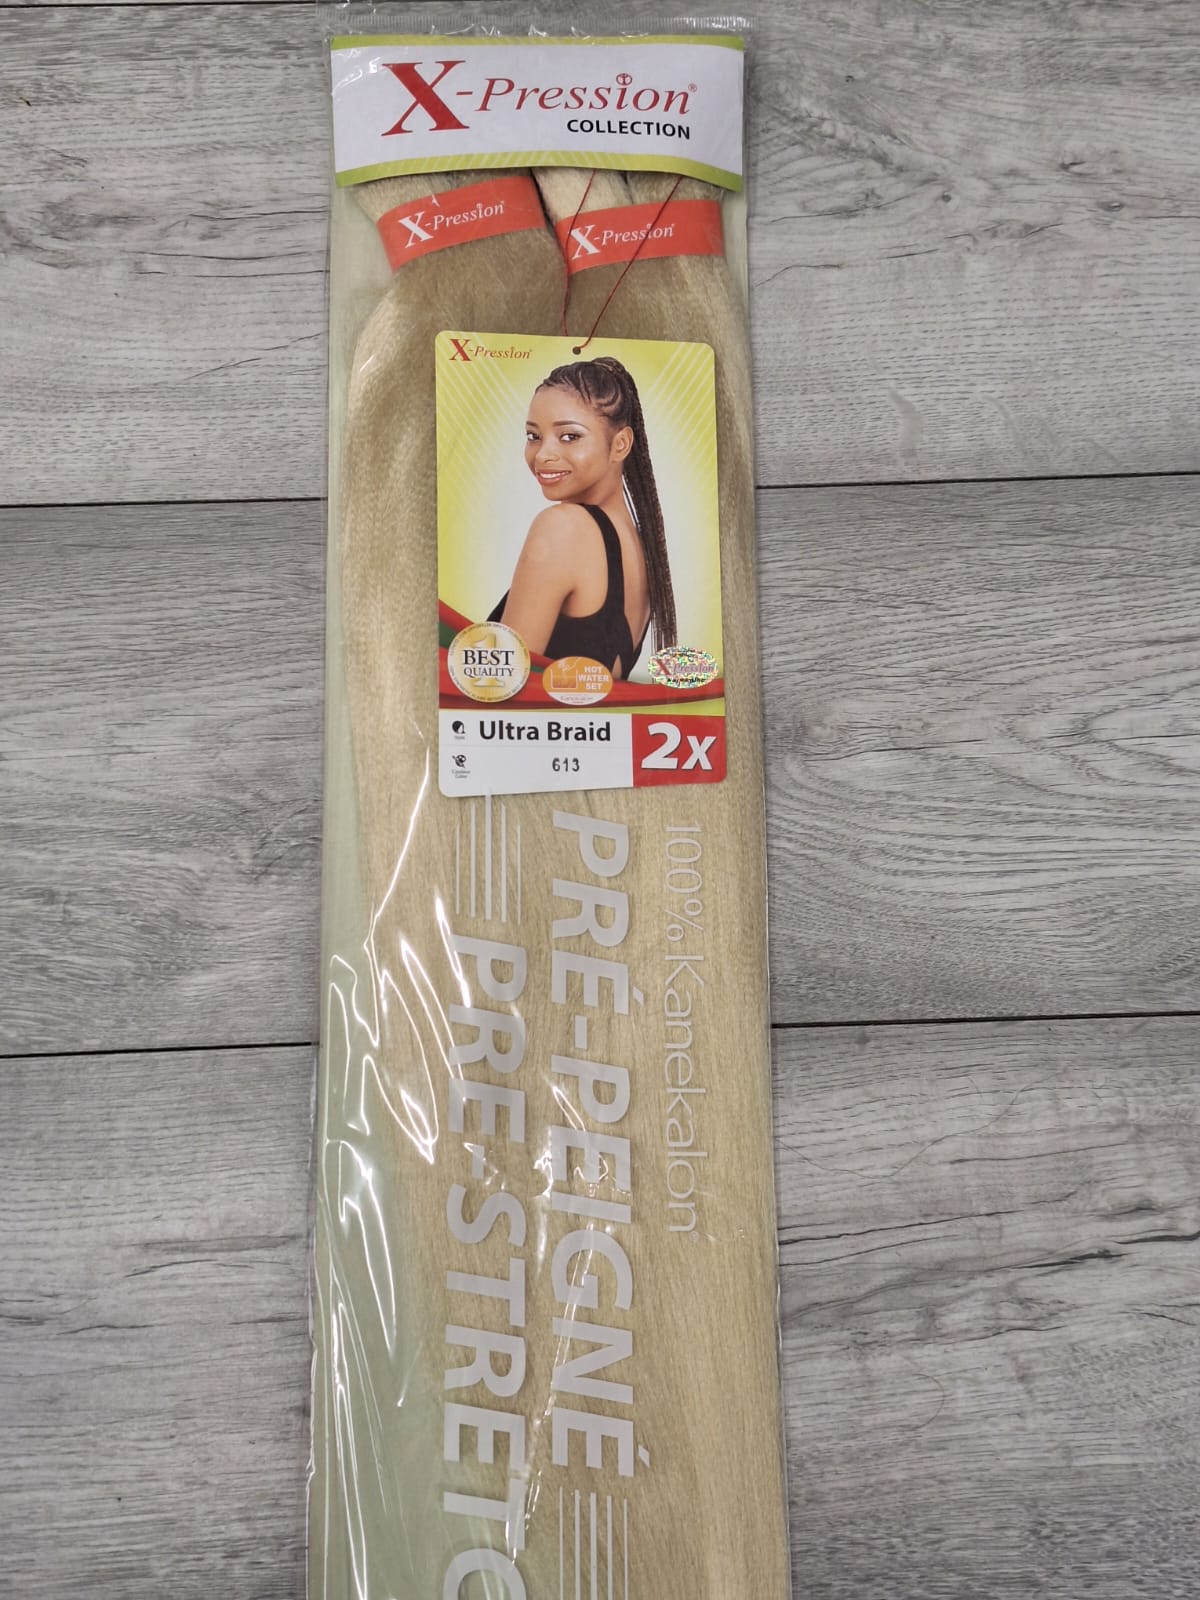 X-Pression®
COLLECTION
X-Pression®
X-Pression®
X-Pression®
BEST
QUALITY
HOT
WATER
SET
X-Pression
Ultra Braid
2X
613
100% Kanekalon®
PRÉ-PEIGNÉ
PRE-STRETC